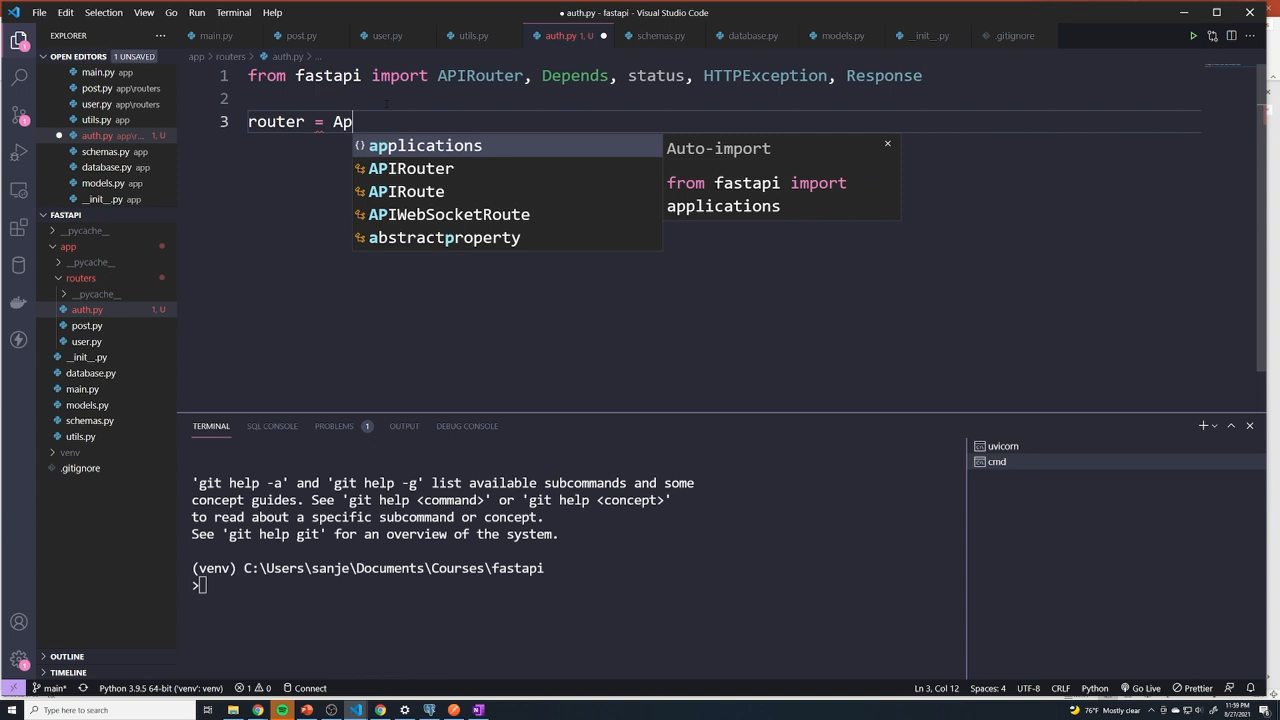 File Edit Selection View Go Run Terminal Help
● auth.py - fastapi - Visual Studio Code
EXPLORER
main.py post.py user.py utils.py auth.py 1, U schemas.py database.py models.py __init__.py .gitignore
OPEN EDITORS 1 UNSAVED
main.py app
post.py app\routers
user.py app\routers
utils.py app
auth.py app\r... 1, U
schemas.py app
database.py app
models.py app
__init__.py app
FASTAPI
__pycache__
app
__pycache__
routers
__pycache__
auth.py 1, U
post.py
user.py
__init__.py
database.py
main.py
models.py
schemas.py
utils.py
venv
.gitignore
OUTLINE
TIMELINE
app > routers > auth.py > ...
1 from fastapi import APIRouter, Depends, status, HTTPException, Response
2
3 router = Ap
applications
APIRouter
APIRoute
APIWebSocketRoute
abstractproperty
Auto-import
from fastapi import
applications
TERMINAL SQL CONSOLE PROBLEMS 1 OUTPUT DEBUG CONSOLE
'git help -a' and 'git help -g' list available subcommands and some
concept guides. See 'git help <command>' or 'git help <concept>'
to read about a specific subcommand or concept.
See 'git help git' for an overview of the system.
(venv) C:\Users\sanje\Documents\Courses\fastapi
>
uvicorn
cmd
main* Python 3.9.5 64-bit ('venv': venv) 1 0 Connect Ln 3, Col 12 Spaces: 4 UTF-8 CRLF Python Go Live Prettier
Type here to search
76°F Mostly clear
11:59 PM
8/27/2021